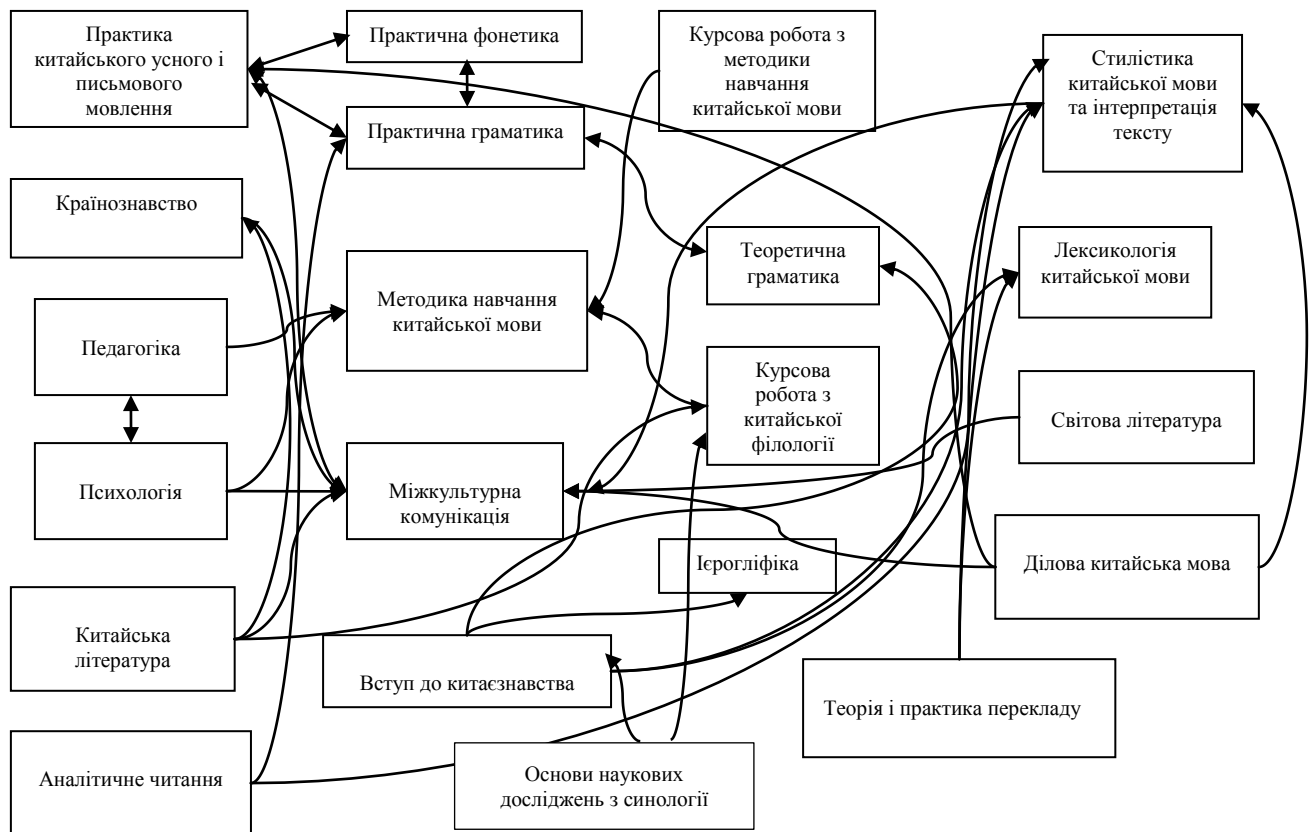 Практика
китайського усного і
письмового
мовлення
Практична фонетика
Курсова робота з
методики
навчання
китайської мови
Стилістика
китайської мови
та інтерпретація
тексту
Практична граматика
Країнознавство
Теоретична
граматика
Лексикологія
китайської мови
Методика навчання
китайської мови
Педагогіка
Курсова
робота з
китайської
філології
Світова література
Психологія
Міжкультурна
комунікація
Ієрогліфіка
Ділова китайська мова
Китайська
література
Вступ до китаєзнавства
Теорія і практика перекладу
Аналітичне читання
Основи наукових
досліджень з синології